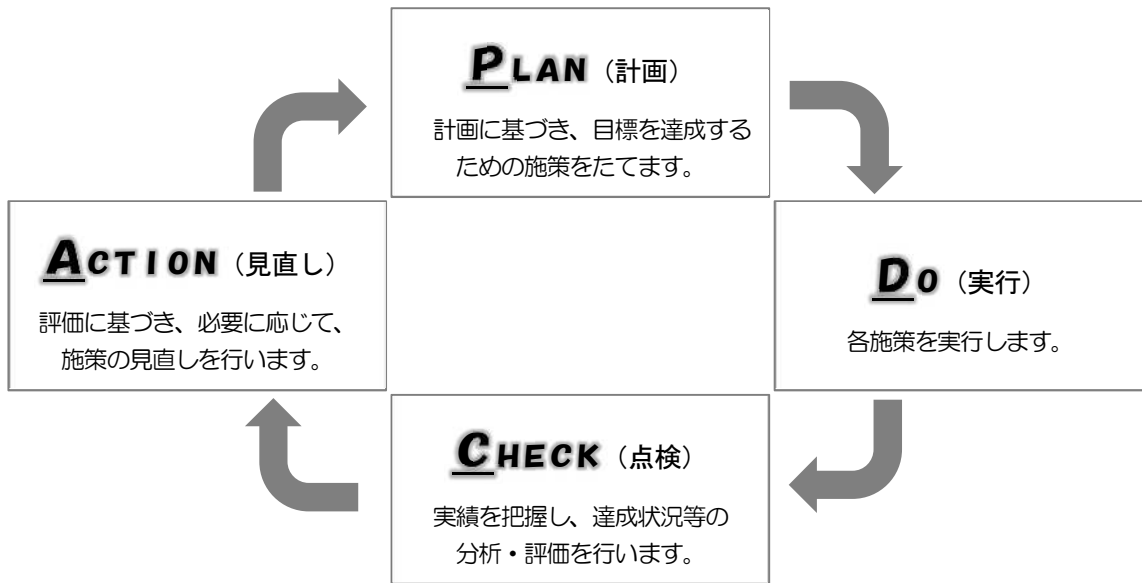 PLAN（計画）
計画に基づき、目標を達成する
ための施策をたてます。
DO（実行）
各施策を実行します。
CHECK（点検）
実績を把握し、達成状況等の
分析・評価を行います。
ACTION（見直し）
評価に基づき、必要に応じて、
施策の見直しを行います。